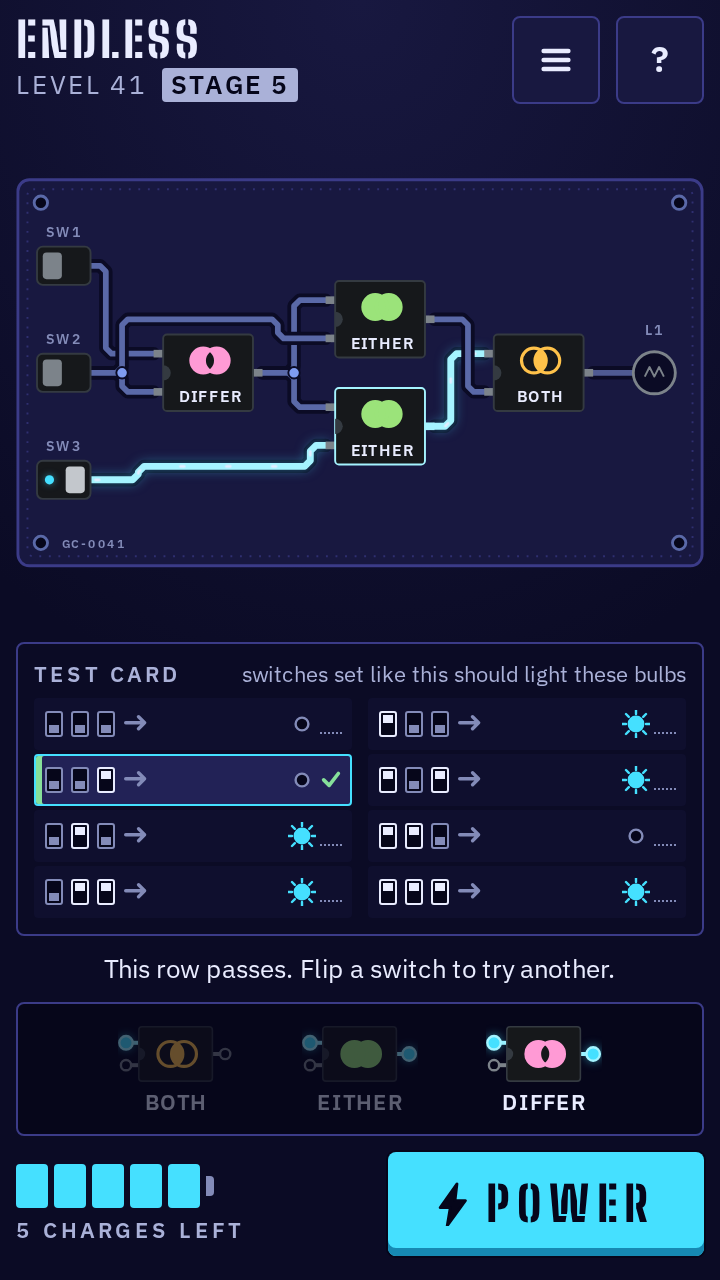 ENDLESS
LEVEL 41 STAGE 5
?
SW1
SW2
SW3
DIFFER
EITHER
EITHER
BOTH
L1
GC-0041
TEST CARD switches set like this should light these bulbs
This row passes. Flip a switch to try another.
BOTH EITHER DIFFER
5 CHARGES LEFT
POWER